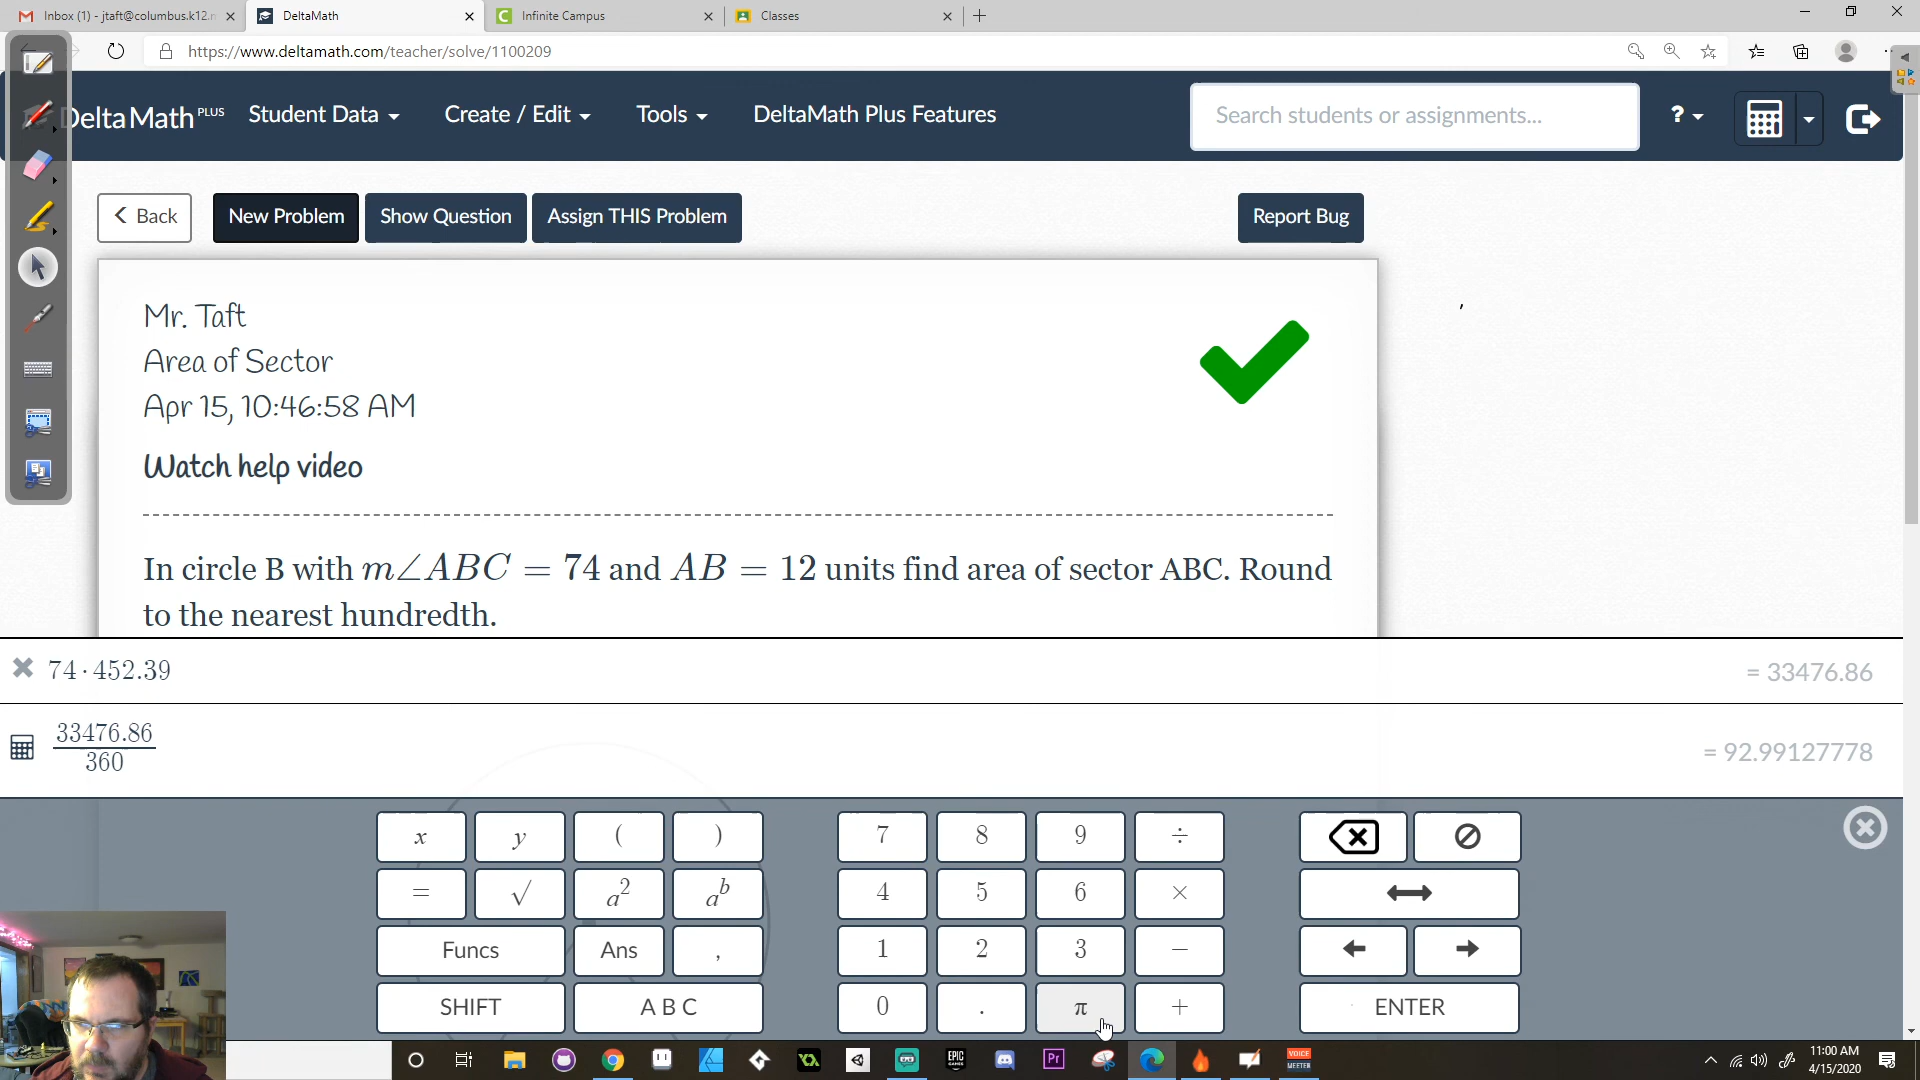 Inbox (1) - jtaft@columbus.k12.n
DeltaMath
Infinite Campus
Classes
https://www.deltamath.com/teacher/solve/1100209
DeltaMath PLUS
Student Data
Create / Edit
Tools
DeltaMath Plus Features
Search students or assignments...
?
Back
New Problem
Show Question
Assign THIS Problem
Report Bug
Mr. Taft
Area of Sector
Apr 15, 10:46:58 AM
Watch help video
In circle B with m∠ABC = 74 and AB = 12 units find area of sector ABC. Round
to the nearest hundredth.
74 · 452.39 = 33476.86
33476.86/360 = 92.99127778
x y ( ) 7 8 9 ÷
= √ a² aᵇ 4 5 6 ×
Funcs Ans , 1 2 3 −
SHIFT A B C 0 . π + ENTER
EPIC GAMES
Pr
VOICE MEETER
11:00 AM
4/15/2020